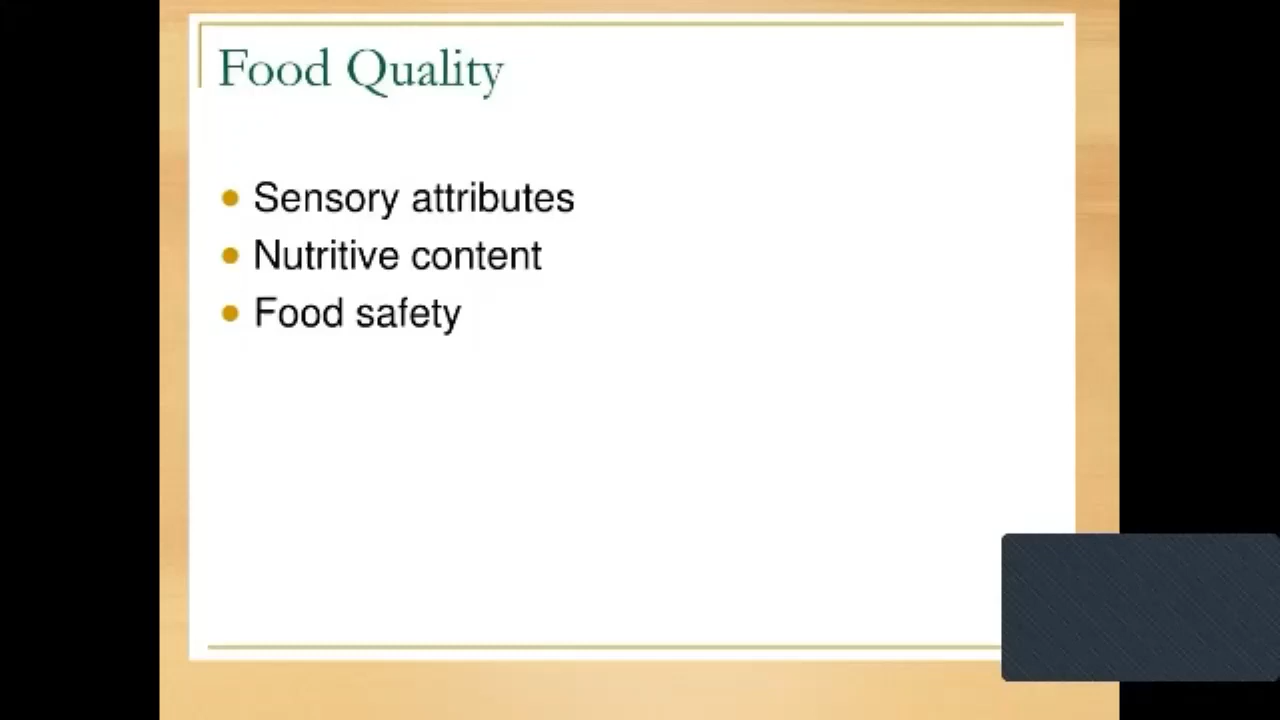 Food Quality
Sensory attributes
Nutritive content
Food safety